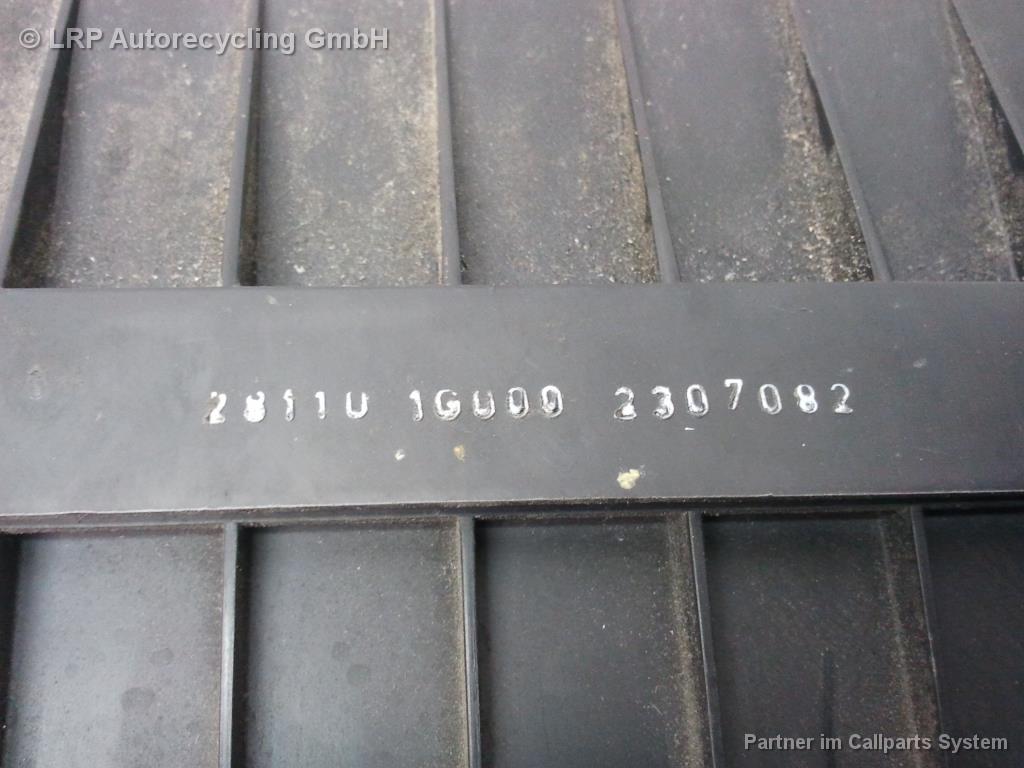 © LRP Autorecycling GmbH
28110 1G000 2307082
Partner im Callparts System